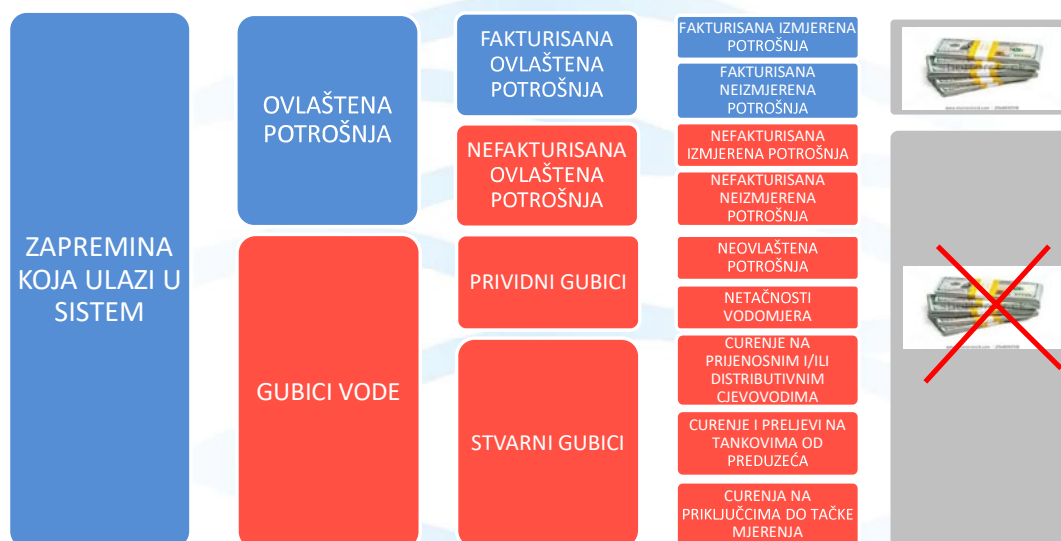 ZAPREMINA
KOJA ULAZI U
SISTEM
OVLAŠTENA
POTROŠNJA
GUBICI VODE
FAKTURISANA
OVLAŠTENA
POTROŠNJA
NEFAKTURISANA
OVLAŠTENA
POTROŠNJA
PRIVIDNI GUBICI
STVARNI GUBICI
FAKTURISANA IZMJERENA
POTROŠNJA
FAKTURISANA
NEIZMJERENA
POTROŠNJA
NEFAKTURISANA
IZMJERENA POTROŠNJA
NEFAKTURISANA
NEIZMJERENA
POTROŠNJA
NEOVLAŠTENA
POTROŠNJA
NETAČNOSTI
VODOMJERA
CURENJE NA
PRIJENOSNIM I/ILI
DISTRIBUTIVNIM
CJEVOVODIMA
CURENJE I PRELJEVI NA
TANKOVIMA OD
PREDUZEĆA
CURENJA NA
PRIKLJUČCIMA DO TAČKE
MJERENJA